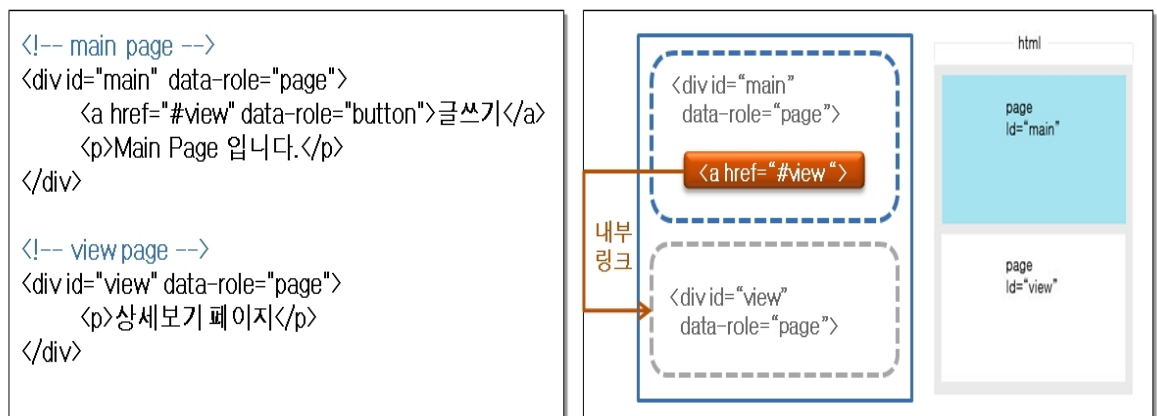 <!-- main page -->
<div id="main" data-role="page">
<a href="#view" data-role="button">글쓰기</a>
<p>Main Page 입니다.</p>
</div>
<!-- view page -->
<div id="view" data-role="page">
<p>상세보기 페이지</p>
</div>
<div id="main"
data-role="page">
<a href="#view">
내부
링크
<div id="view"
data-role="page">
html
page
Id="main"
page
Id="view"